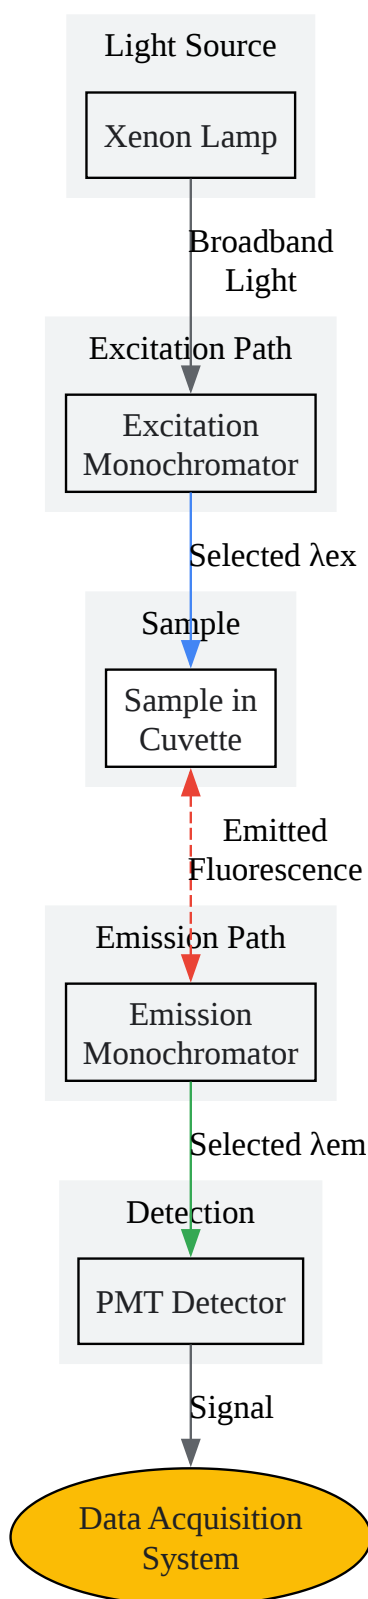 Light Source
Xenon Lamp
Broadband
Light
Excitation Path
Excitation
Monochromator
Selected λex
Sample
Sample in
Cuvette
Emitted
Fluorescence
Emission Path
Emission
Monochromator
Selected λem
Detection
PMT Detector
Signal
Data Acquisition
System